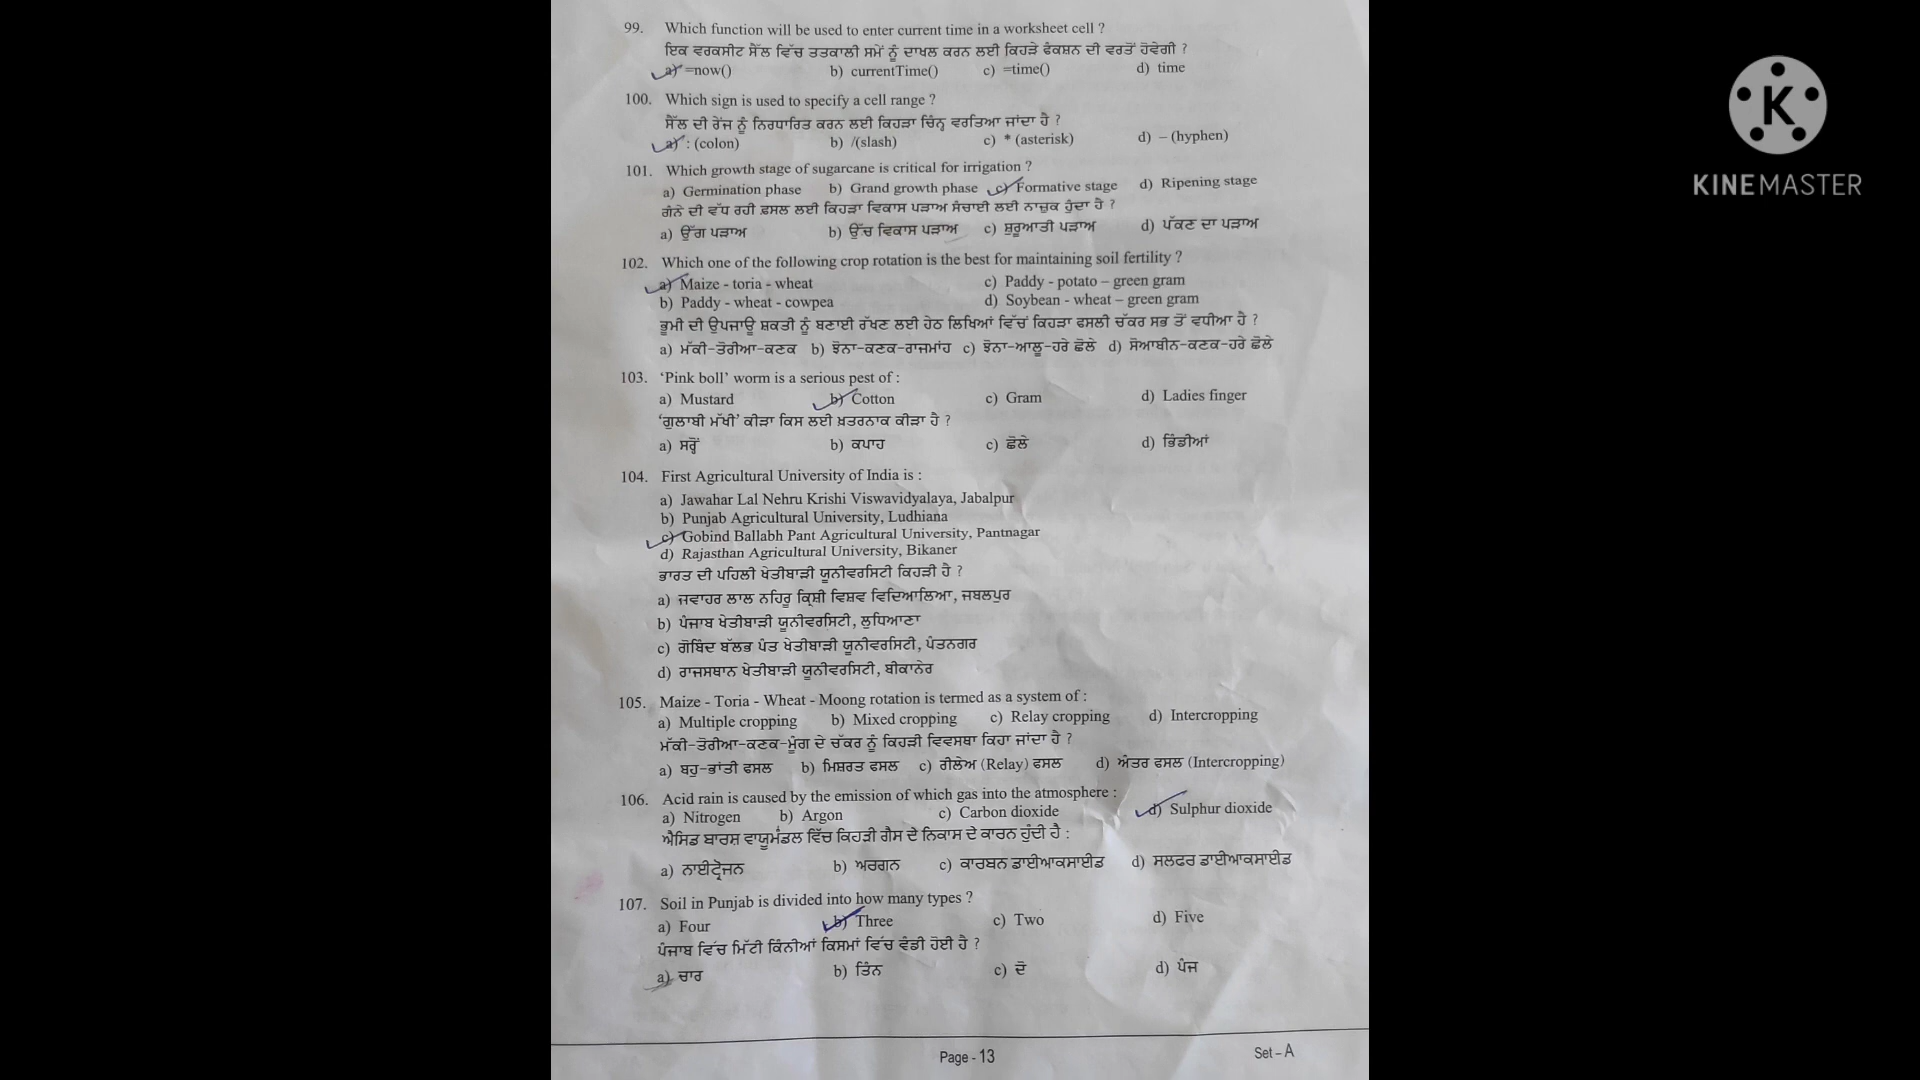 99. Which function will be used to enter current time in a worksheet cell ?
ਇਕ ਵਰਕਸੀਟ ਸੈੱਲ ਵਿੱਚ ਤਤਕਾਲੀ ਸਮੇਂ ਨੂੰ ਦਾਖਲ ਕਰਨ ਲਈ ਕਿਹੜੇ ਫੰਕਸ਼ਨ ਦੀ ਵਰਤੋਂ ਹੋਵੇਗੀ ?
a) =now() b) currentTime() c) =time() d) time
100. Which sign is used to specify a cell range ?
ਸੈੱਲ ਦੀ ਰੇਂਜ ਨੂੰ ਨਿਰਧਾਰਿਤ ਕਰਨ ਲਈ ਕਿਹੜਾ ਚਿੰਨ੍ਹ ਵਰਤਿਆ ਜਾਂਦਾ ਹੈ ?
a) : (colon) b) /(slash) c) * (asterisk) d) – (hyphen)
101. Which growth stage of sugarcane is critical for irrigation ?
a) Germination phase b) Grand growth phase c) Formative stage d) Ripening stage
ਗੰਨੇ ਦੀ ਵੱਧ ਰਹੀ ਫ਼ਸਲ ਲਈ ਕਿਹੜਾ ਵਿਕਾਸ ਪੜਾਅ ਸੰਚਾਈ ਲਈ ਨਾਜ਼ੁਕ ਹੁੰਦਾ ਹੈ ?
a) ਉੱਗ ਪੜਾਅ b) ਉੱਚ ਵਿਕਾਸ ਪੜਾਅ c) ਸ਼ੁਰੂਆਤੀ ਪੜਾਅ d) ਪੱਕਣ ਦਾ ਪੜਾਅ
102. Which one of the following crop rotation is the best for maintaining soil fertility ?
a) Maize - toria - wheat c) Paddy - potato – green gram
b) Paddy - wheat - cowpea d) Soybean - wheat – green gram
ਭੂਮੀ ਦੀ ਉਪਜਾਊ ਸ਼ਕਤੀ ਨੂੰ ਬਣਾਈ ਰੱਖਣ ਲਈ ਹੇਠ ਲਿਖਿਆਂ ਵਿੱਚੋਂ ਕਿਹੜਾ ਫਸਲੀ ਚੱਕਰ ਸਭ ਤੋਂ ਵਧੀਆ ਹੈ ?
a) ਮੱਕੀ-ਤੋਰੀਆ-ਕਣਕ b) ਝੋਨਾ-ਕਣਕ-ਰਾਜਮਾਂਹ c) ਝੋਨਾ-ਆਲੂ-ਹਰੇ ਛੋਲੇ d) ਸੋਆਬੀਨ-ਕਣਕ-ਹਰੇ ਛੋਲੇ
103. ‘Pink boll’ worm is a serious pest of :
a) Mustard b) Cotton c) Gram d) Ladies finger
‘ਗੁਲਾਬੀ ਮੱਖੀ’ ਕੀੜਾ ਕਿਸ ਲਈ ਖ਼ਤਰਨਾਕ ਕੀੜਾ ਹੈ ?
a) ਸਰ੍ਹੋਂ b) ਕਪਾਹ c) ਛੋਲੇ d) ਭਿੰਡੀਆਂ
104. First Agricultural University of India is :
a) Jawahar Lal Nehru Krishi Viswavidyalaya, Jabalpur
b) Punjab Agricultural University, Ludhiana
c) Gobind Ballabh Pant Agricultural University, Pantnagar
d) Rajasthan Agricultural University, Bikaner
ਭਾਰਤ ਦੀ ਪਹਿਲੀ ਖੇਤੀਬਾੜੀ ਯੂਨੀਵਰਸਿਟੀ ਕਿਹੜੀ ਹੈ ?
a) ਜਵਾਹਰ ਲਾਲ ਨਹਿਰੂ ਕ੍ਰਿਸ਼ੀ ਵਿਸ਼ਵ ਵਿਦਿਆਲਿਆ, ਜਬਲਪੁਰ
b) ਪੰਜਾਬ ਖੇਤੀਬਾੜੀ ਯੂਨੀਵਰਸਿਟੀ, ਲੁਧਿਆਣਾ
c) ਗੋਬਿੰਦ ਬੱਲਭ ਪੰਤ ਖੇਤੀਬਾੜੀ ਯੂਨੀਵਰਸਿਟੀ, ਪੰਤਨਗਰ
d) ਰਾਜਸਥਾਨ ਖੇਤੀਬਾੜੀ ਯੂਨੀਵਰਸਿਟੀ, ਬੀਕਾਨੇਰ
105. Maize - Toria - Wheat - Moong rotation is termed as a system of :
a) Multiple cropping b) Mixed cropping c) Relay cropping d) Intercropping
ਮੱਕੀ-ਤੋਰੀਆ-ਕਣਕ-ਮੂੰਗ ਦੇ ਚੱਕਰ ਨੂੰ ਕਿਹੜੀ ਵਿਵਸਥਾ ਕਿਹਾ ਜਾਂਦਾ ਹੈ ?
a) ਬਹੁ-ਭਾਂਤੀ ਫਸਲ b) ਮਿਸ਼ਰਤ ਫਸਲ c) ਰੀਲੇਅ (Relay) ਫਸਲ d) ਅੰਤਰ ਫਸਲ (Intercropping)
106. Acid rain is caused by the emission of which gas into the atmosphere :
a) Nitrogen b) Argon c) Carbon dioxide d) Sulphur dioxide
ਐਸਿਡ ਬਾਰਸ਼ ਵਾਯੂਮੰਡਲ ਵਿੱਚ ਕਿਹੜੀ ਗੈਸ ਦੇ ਨਿਕਾਸ ਦੇ ਕਾਰਨ ਹੁੰਦੀ ਹੈ :
a) ਨਾਈਟ੍ਰੋਜਨ b) ਅਰਗਨ c) ਕਾਰਬਨ ਡਾਈਆਕਸਾਈਡ d) ਸਲਫਰ ਡਾਈਆਕਸਾਈਡ
107. Soil in Punjab is divided into how many types ?
a) Four b) Three c) Two d) Five
ਪੰਜਾਬ ਵਿੱਚ ਮਿੱਟੀ ਕਿੰਨੀਆਂ ਕਿਸਮਾਂ ਵਿੱਚ ਵੰਡੀ ਹੋਈ ਹੈ ?
a) ਚਾਰ b) ਤਿੰਨ c) ਦੋ d) ਪੰਜ
Page - 13 Set – A
K
KINEMASTER